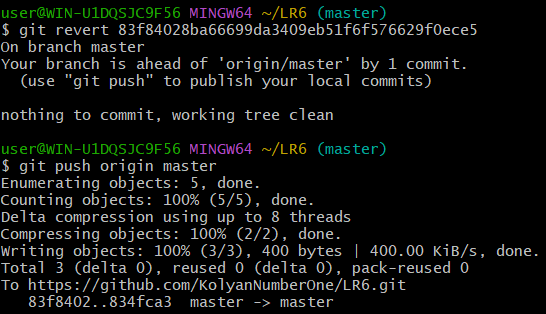 user@WIN-U1DQSJC9F56 MINGW64 ~/LR6 (master)
$ git revert 83f84028ba66699da3409eb51f6f576629f0ece5
On branch master
Your branch is ahead of 'origin/master' by 1 commit.
  (use "git push" to publish your local commits)

nothing to commit, working tree clean

user@WIN-U1DQSJC9F56 MINGW64 ~/LR6 (master)
$ git push origin master
Enumerating objects: 5, done.
Counting objects: 100% (5/5), done.
Delta compression using up to 8 threads
Compressing objects: 100% (2/2), done.
Writing objects: 100% (3/3), 400 bytes | 400.00 KiB/s, done.
Total 3 (delta 0), reused 0 (delta 0), pack-reused 0
To https://github.com/KolyanNumberOne/LR6.git
   83f8402..834fca3  master -> master